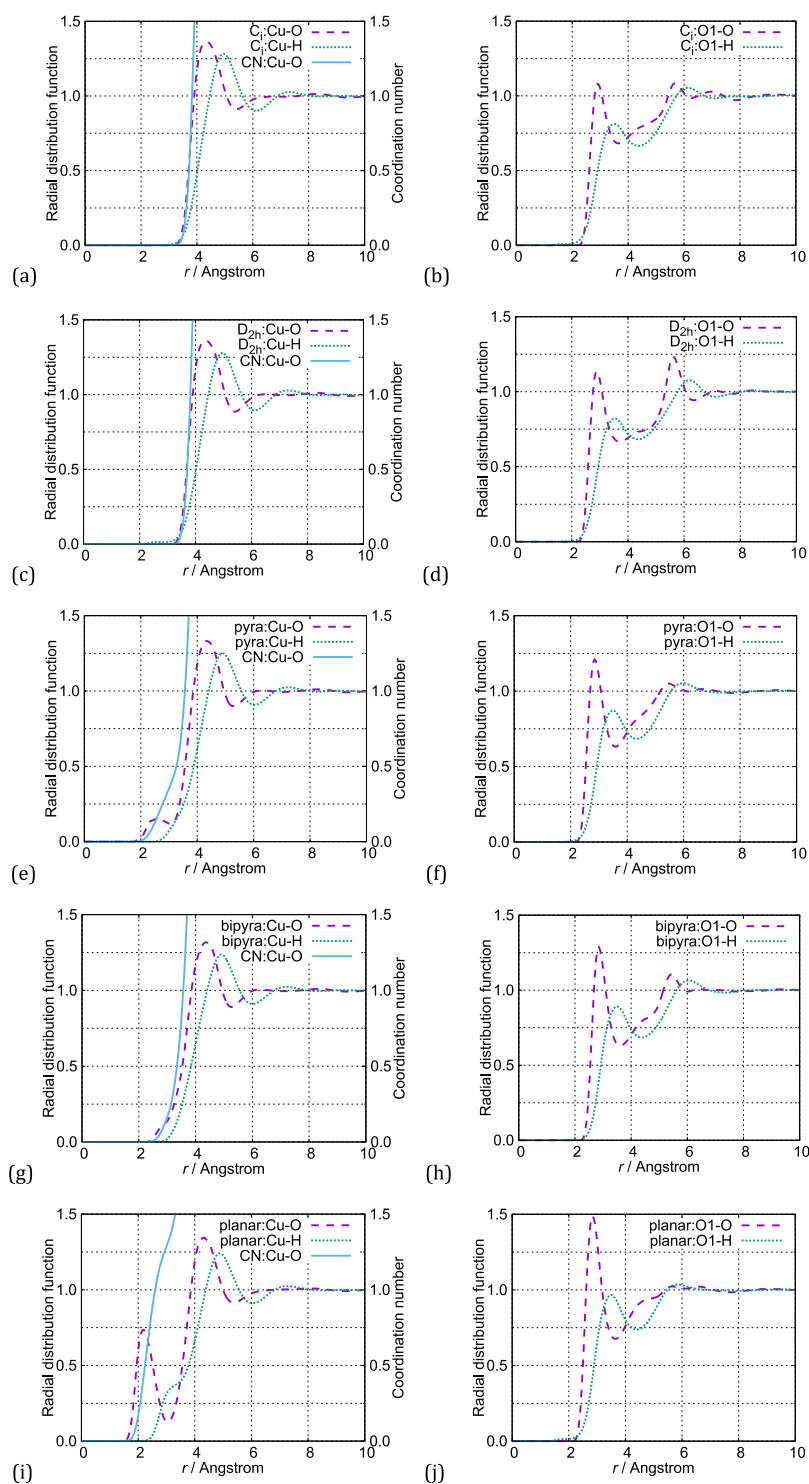 C_i:Cu-O
C_i:Cu-H
CN:Cu-O
1.5
1.0
0.5
0.0
Radial distribution function
1.5
1.0
0.5
0.0
Coordination number
0 2 4 6 8 10
r / Angstrom
(a)
C_i:O1-O
C_i:O1-H
1.5
1.0
0.5
0.0
Radial distribution function
0 2 4 6 8 10
r / Angstrom
(b)
D_2h:Cu-O
D_2h:Cu-H
CN:Cu-O
1.5
1.0
0.5
0.0
Radial distribution function
1.5
1.0
0.5
0.0
Coordination number
0 2 4 6 8 10
r / Angstrom
(c)
D_2h:O1-O
D_2h:O1-H
1.5
1.0
0.5
0.0
Radial distribution function
0 2 4 6 8 10
r / Angstrom
(d)
pyra:Cu-O
pyra:Cu-H
CN:Cu-O
1.5
1.0
0.5
0.0
Radial distribution function
1.5
1.0
0.5
0.0
Coordination number
0 2 4 6 8 10
r / Angstrom
(e)
pyra:O1-O
pyra:O1-H
1.5
1.0
0.5
0.0
Radial distribution function
0 2 4 6 8 10
r / Angstrom
(f)
bipyra:Cu-O
bipyra:Cu-H
CN:Cu-O
1.5
1.0
0.5
0.0
Radial distribution function
1.5
1.0
0.5
0.0
Coordination number
0 2 4 6 8 10
r / Angstrom
(g)
bipyra:O1-O
bipyra:O1-H
1.5
1.0
0.5
0.0
Radial distribution function
0 2 4 6 8 10
r / Angstrom
(h)
planar:Cu-O
planar:Cu-H
CN:Cu-O
1.5
1.0
0.5
0.0
Radial distribution function
1.5
1.0
0.5
0.0
Coordination number
0 2 4 6 8 10
r / Angstrom
(i)
planar:O1-O
planar:O1-H
1.5
1.0
0.5
0.0
Radial distribution function
0 2 4 6 8 10
r / Angstrom
(j)